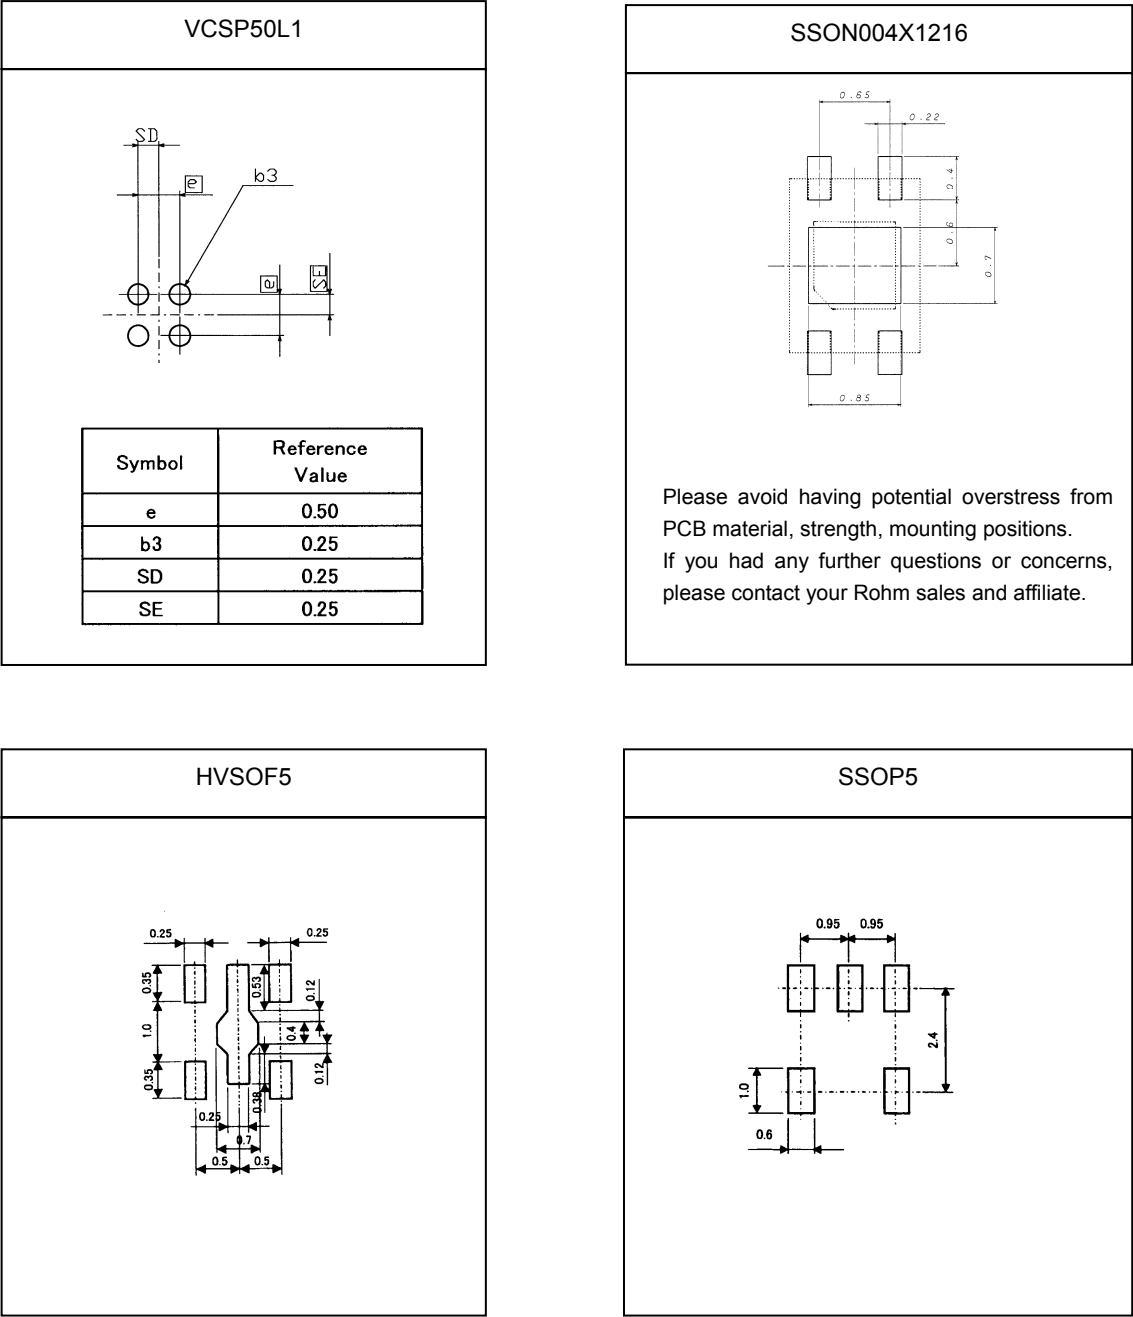 VCSP50L1
SD
e
b3
e
SE
Symbol
Reference
Value
e
0.50
b3
0.25
SD
0.25
SE
0.25
SSON004X1216
0.65
0.22
0.4
0.6
0.7
0.85
Please avoid having potential overstress from
PCB material, strength, mounting positions.
If you had any further questions or concerns,
please contact your Rohm sales and affiliate.
HVSOF5
0.25
0.25
0.35
0.53
0.12
1.0
0.4
0.35
0.12
0.38
0.25
0.7
0.5
0.5
SSOP5
0.95
0.95
2.4
1.0
0.6